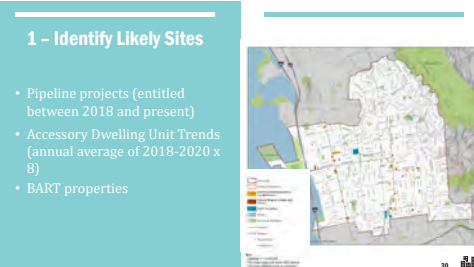 1 – Identify Likely Sites
• Pipeline projects (entitled
between 2018 and present)
• Accessory Dwelling Unit Trends
(annual average of 2018-2020 x
8)
• BART properties
30